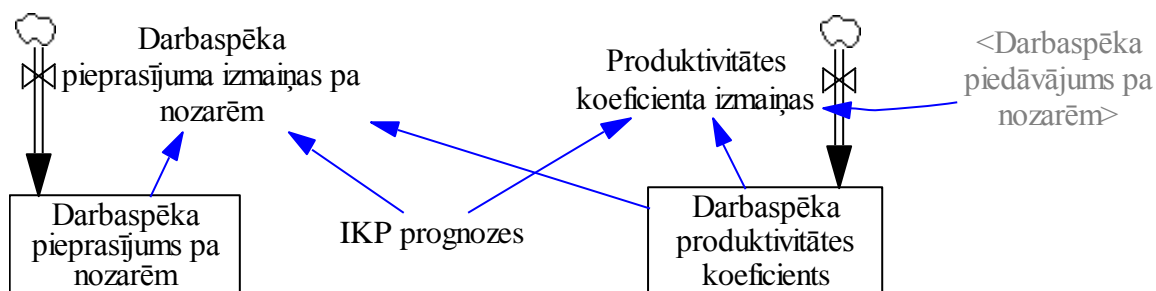 Darbaspēka
pieprasījuma izmaiņas pa
nozarēm
Produktivitātes
koeficienta izmaiņas
<Darbaspēka
piedāvājums pa
nozarēm>
Darbaspēka
pieprasījums pa
nozarēm
IKP prognozes
Darbaspēka
produktivitātes
koeficients